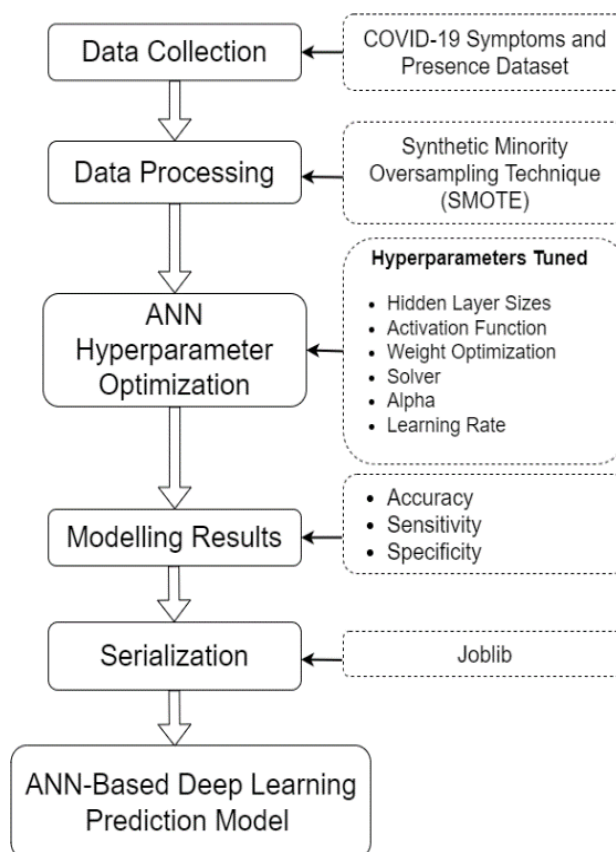 Data Collection
COVID-19 Symptoms and
Presence Dataset
Data Processing
Synthetic Minority
Oversampling Technique
(SMOTE)
ANN
Hyperparameter
Optimization
Hyperparameters Tuned
• Hidden Layer Sizes
• Activation Function
• Weight Optimization
• Solver
• Alpha
• Learning Rate
Modelling Results
• Accuracy
• Sensitivity
• Specificity
Serialization
Joblib
ANN-Based Deep Learning
Prediction Model